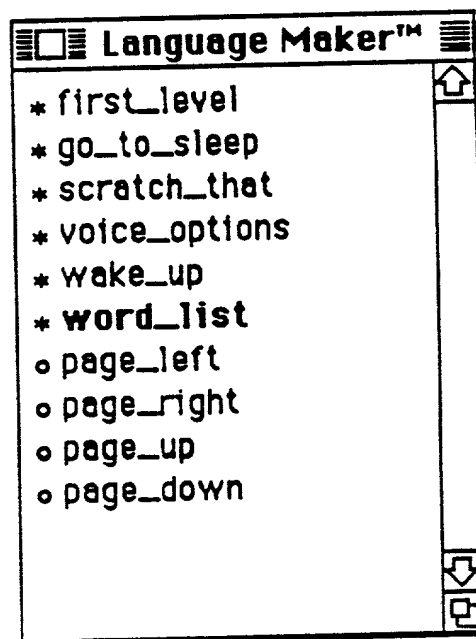 Language Maker™
* first_level
* go_to_sleep
* scratch_that
* voice_options
* wake_up
* word_list
o page_left
o page_right
o page_up
o page_down